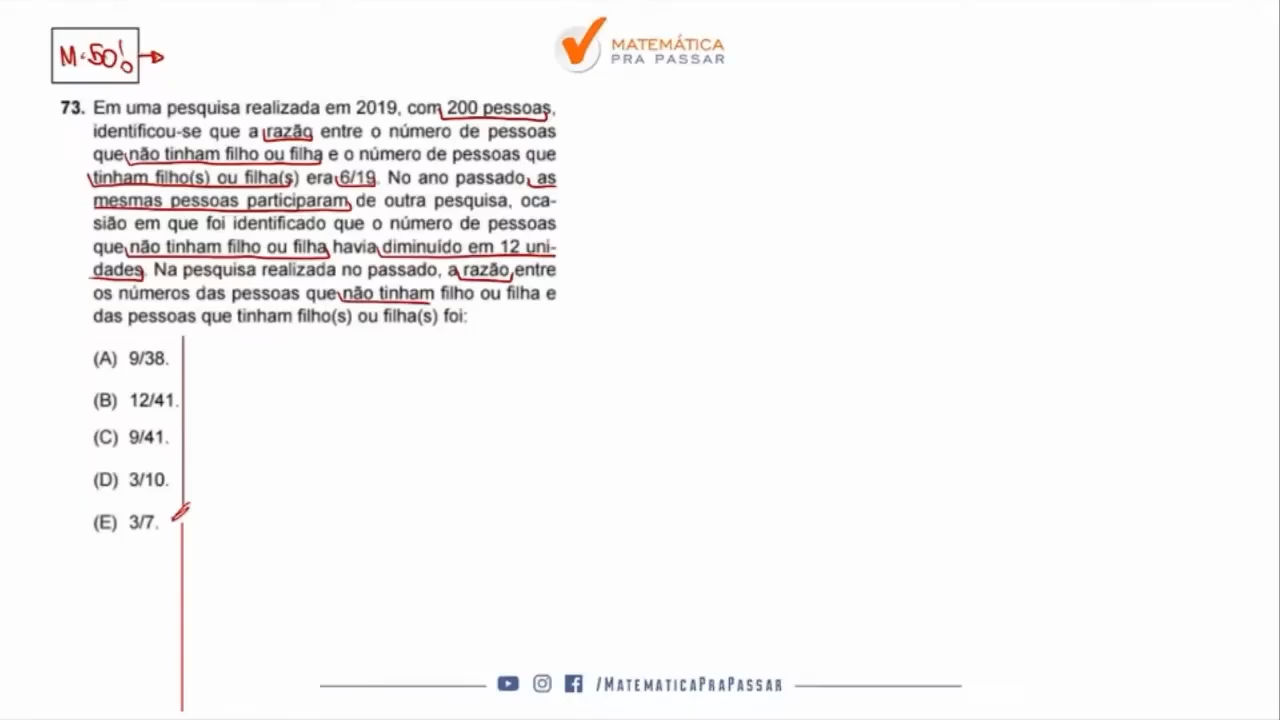 M.50!
MATEMÁTICA
PRA PASSAR
73. Em uma pesquisa realizada em 2019, com 200 pessoas,
identificou-se que a razão entre o número de pessoas
que não tinham filho ou filha e o número de pessoas que
tinham filho(s) ou filha(s) era 6/19. No ano passado, as
mesmas pessoas participaram de outra pesquisa, oca-
sião em que foi identificado que o número de pessoas
que não tinham filho ou filha havia diminuído em 12 uni-
dades. Na pesquisa realizada no passado, a razão entre
os números das pessoas que não tinham filho ou filha e
das pessoas que tinham filho(s) ou filha(s) foi:
(A) 9/38.
(B) 12/41.
(C) 9/41.
(D) 3/10.
(E) 3/7.
/MATEMATICAPRAPASSAR